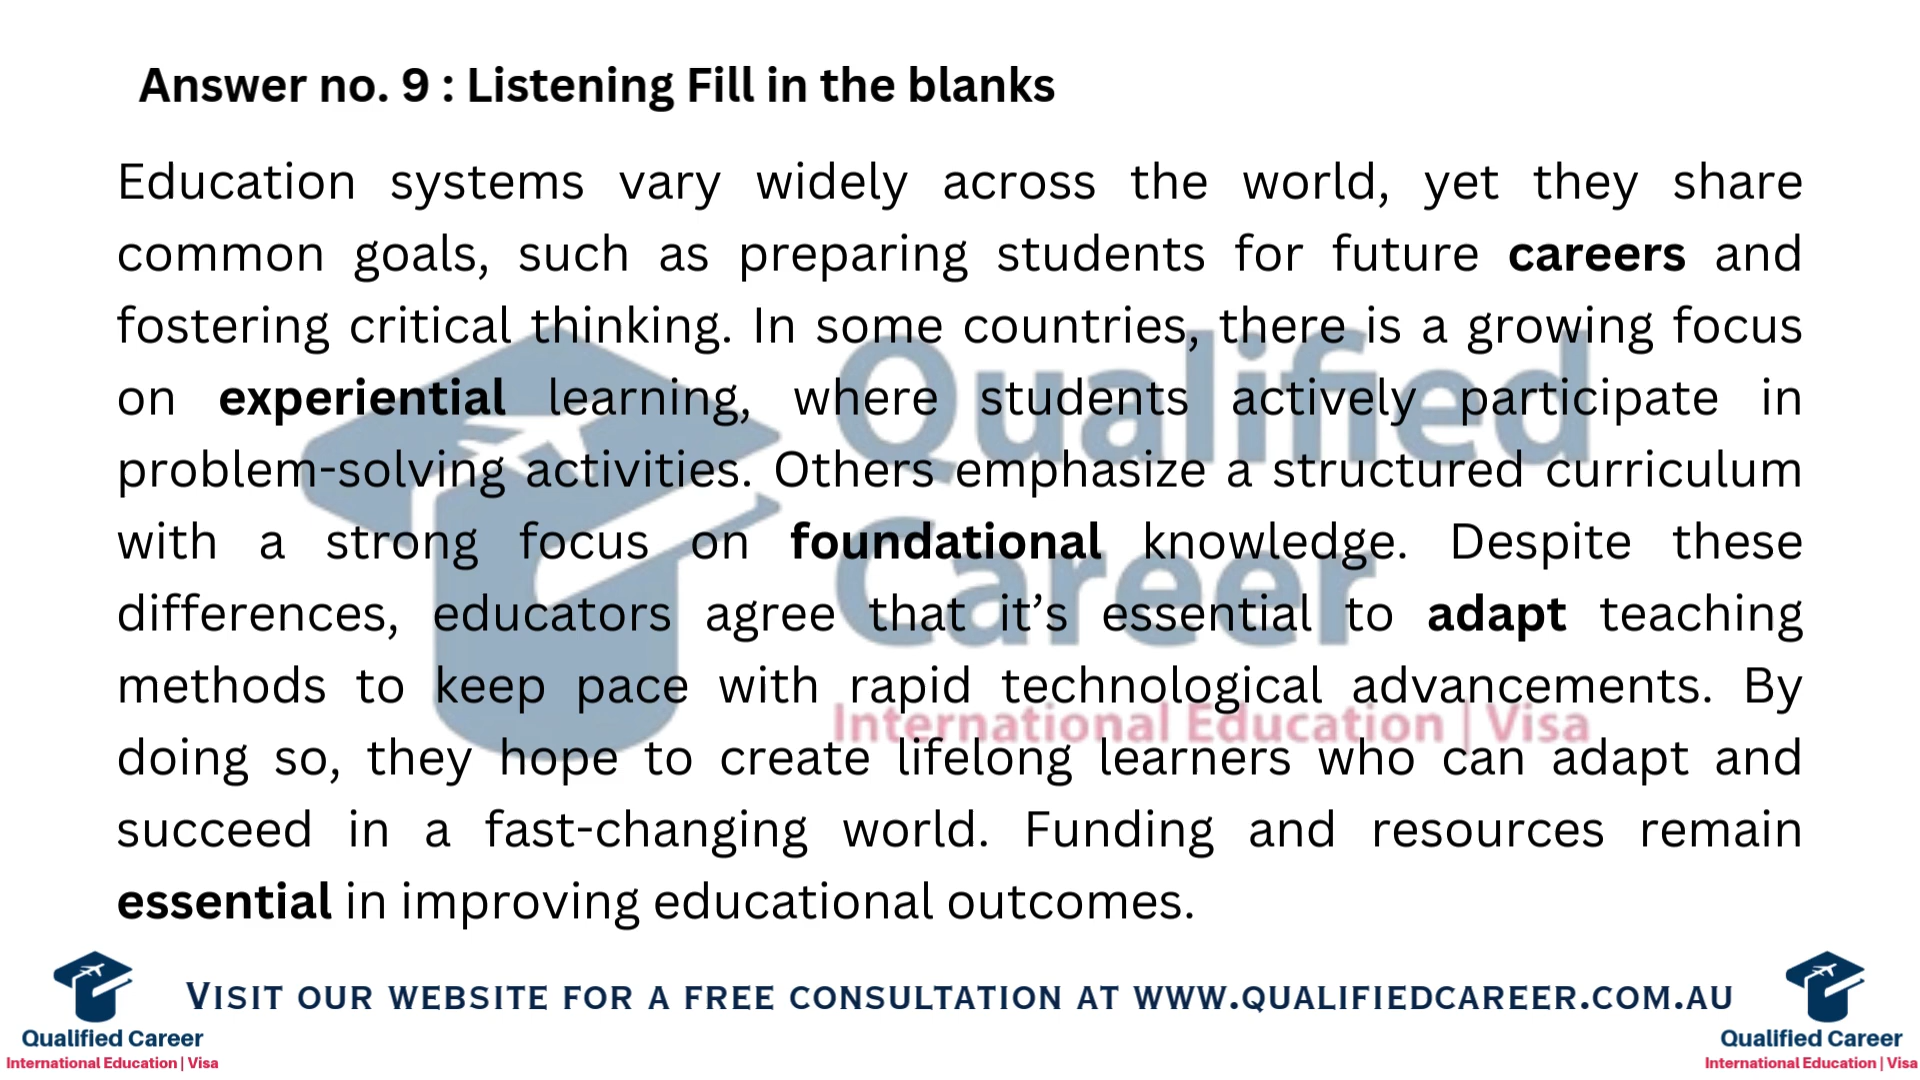 Answer no. 9 : Listening Fill in the blanks
Education systems vary widely across the world, yet they share
common goals, such as preparing students for future careers and
fostering critical thinking. In some countries, there is a growing focus
on experiential learning, where students actively participate in
problem-solving activities. Others emphasize a structured curriculum
with a strong focus on foundational knowledge. Despite these
differences, educators agree that it’s essential to adapt teaching
methods to keep pace with rapid technological advancements. By
doing so, they hope to create lifelong learners who can adapt and
succeed in a fast-changing world. Funding and resources remain
essential in improving educational outcomes.
Qualified
Career
International Education | Visa
VISIT OUR WEBSITE FOR A FREE CONSULTATION AT WWW.QUALIFIEDCAREER.COM.AU
Qualified Career
International Education | Visa
Qualified Career
International Education | Visa